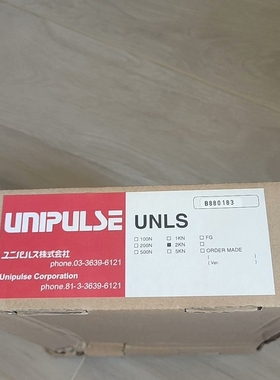 B880183
UNIPULSE
UNLS
□ 100N □ 1KN □ FG
□ 200N ■ 2KN □
□ 500N □ 5KN □ ORDER MADE
( )
( Ver. )
ユニパルス株式会社
phone.03-3639-6121
Unipulse Corporation
phone.81-3-3639-6121